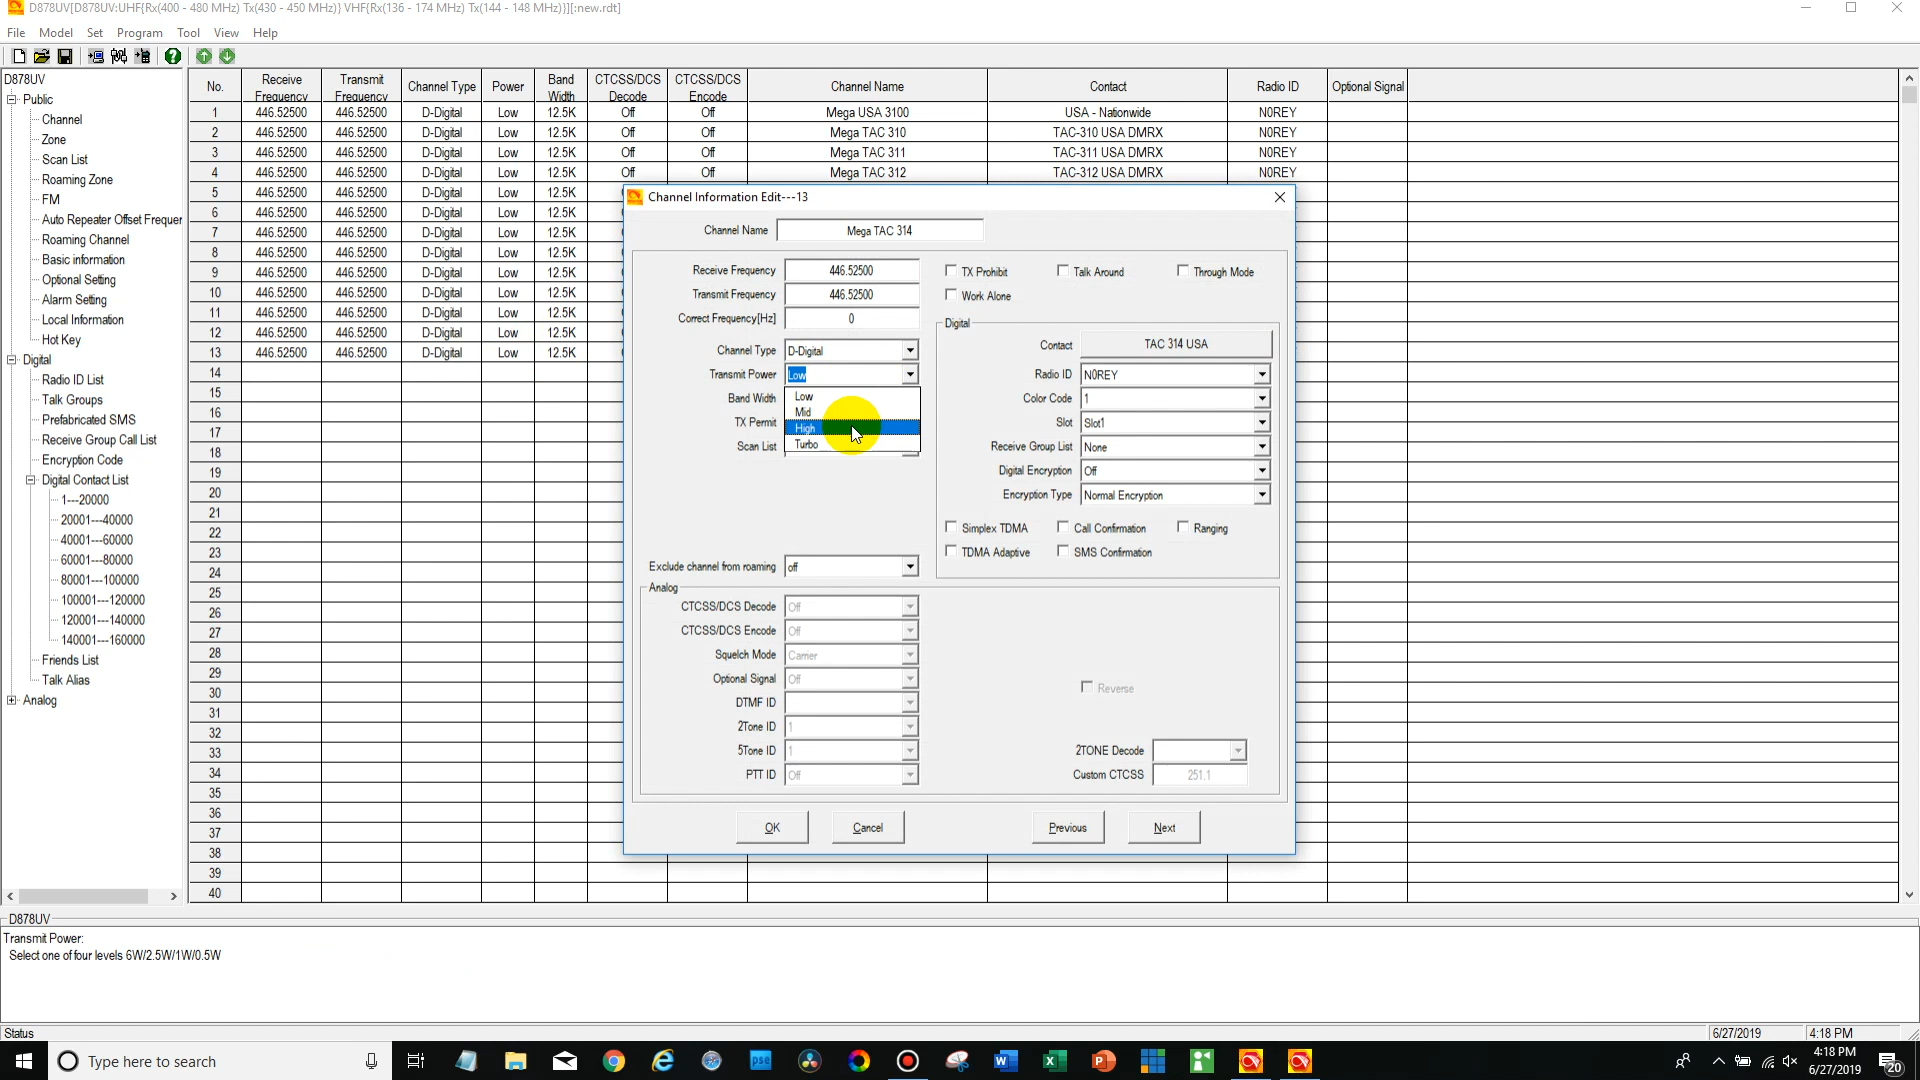 D878UV[D878UV:UHF{Rx(400 - 480 MHz) Tx(430 - 450 MHz)} VHF{Rx(136 - 174 MHz) Tx(144 - 148 MHz)}][:new.rdt]
File Model Set Program Tool View Help
D878UV
Public
Channel
Zone
Scan List
Roaming Zone
FM
Auto Repeater Offset Frequer
Roaming Channel
Basic information
Optional Setting
Alarm Setting
Local Information
Hot Key
Digital
Radio ID List
Talk Groups
Prefabricated SMS
Receive Group Call List
Encryption Code
Digital Contact List
1---20000
20001---40000
40001---60000
60001---80000
80001---100000
100001---120000
120001---140000
140001---160000
Friends List
Talk Alias
Analog
No. Receive Frequency Transmit Frequency Channel Type Power Band Width CTCSS/DCS Decode CTCSS/DCS Encode Channel Name Contact Radio ID Optional Signal
1 446.52500 446.52500 D-Digital Low 12.5K Off Off Mega USA 3100 USA - Nationwide N0REY
2 446.52500 446.52500 D-Digital Low 12.5K Off Off Mega TAC 310 TAC-310 USA DMRX N0REY
3 446.52500 446.52500 D-Digital Low 12.5K Off Off Mega TAC 311 TAC-311 USA DMRX N0REY
4 446.52500 446.52500 D-Digital Low 12.5K Off Off Mega TAC 312 TAC-312 USA DMRX N0REY
5 446.52500 446.52500 D-Digital Low 12.5K
6 446.52500 446.52500 D-Digital Low 12.5K
7 446.52500 446.52500 D-Digital Low 12.5K
8 446.52500 446.52500 D-Digital Low 12.5K
9 446.52500 446.52500 D-Digital Low 12.5K
10 446.52500 446.52500 D-Digital Low 12.5K
11 446.52500 446.52500 D-Digital Low 12.5K
12 446.52500 446.52500 D-Digital Low 12.5K
13 446.52500 446.52500 D-Digital Low 12.5K
14
15
16
17
18
19
20
21
22
23
24
25
26
27
28
29
30
31
32
33
34
35
36
37
38
39
40
Channel Information Edit---13
Channel Name Mega TAC 314
Receive Frequency 446.52500
Transmit Frequency 446.52500
Correct Frequency[Hz] 0
Channel Type D-Digital
Transmit Power Low
Band Width
TX Permit
Scan List
Low
Mid
High
Turbo
Exclude channel from roaming off
TX Prohibit Talk Around Through Mode
Work Alone
Digital
Contact TAC 314 USA
Radio ID N0REY
Color Code 1
Slot Slot1
Receive Group List None
Digital Encryption Off
Encryption Type Normal Encryption
Simplex TDMA Call Confirmation Ranging
TDMA Adaptive SMS Confirmation
Analog
CTCSS/DCS Decode Off
CTCSS/DCS Encode Off
Squelch Mode Carrier
Optional Signal Off
DTMF ID
2Tone ID 1
5Tone ID 1
PTT ID Off
Reverse
2TONE Decode
Custom CTCSS 251.1
OK Cancel Previous Next
D878UV
Transmit Power:
Select one of four levels 6W/2.5W/1W/0.5W
Status 6/27/2019 4:18 PM
Type here to search
pse
4:18 PM
6/27/2019
20